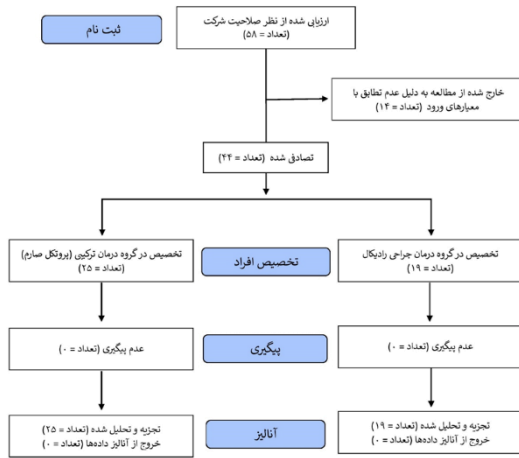 ثبت نام
ارزیابی شده از نظر صلاحیت شرکت
(تعداد = ۵۸)
خارج شده از مطالعه به دلیل عدم تطابق با
معیارهای ورود (تعداد = ۱۴)
تصادفی شده (تعداد = ۴۴)
تخصیص در گروه درمان جراحی رادیکال
(تعداد = ۱۹)
تخصیص افراد
تخصیص در گروه درمان ترکیبی (پروتکل صارم)
(تعداد = ۲۵)
عدم پیگیری (تعداد = ۰)
پیگیری
عدم پیگیری (تعداد = ۰)
تجزیه و تحلیل شده (تعداد = ۱۹)
خروج از آنالیز داده‌ها (تعداد = ۰)
آنالیز
تجزیه و تحلیل شده (تعداد = ۲۵)
خروج از آنالیز داده‌ها (تعداد = ۰)